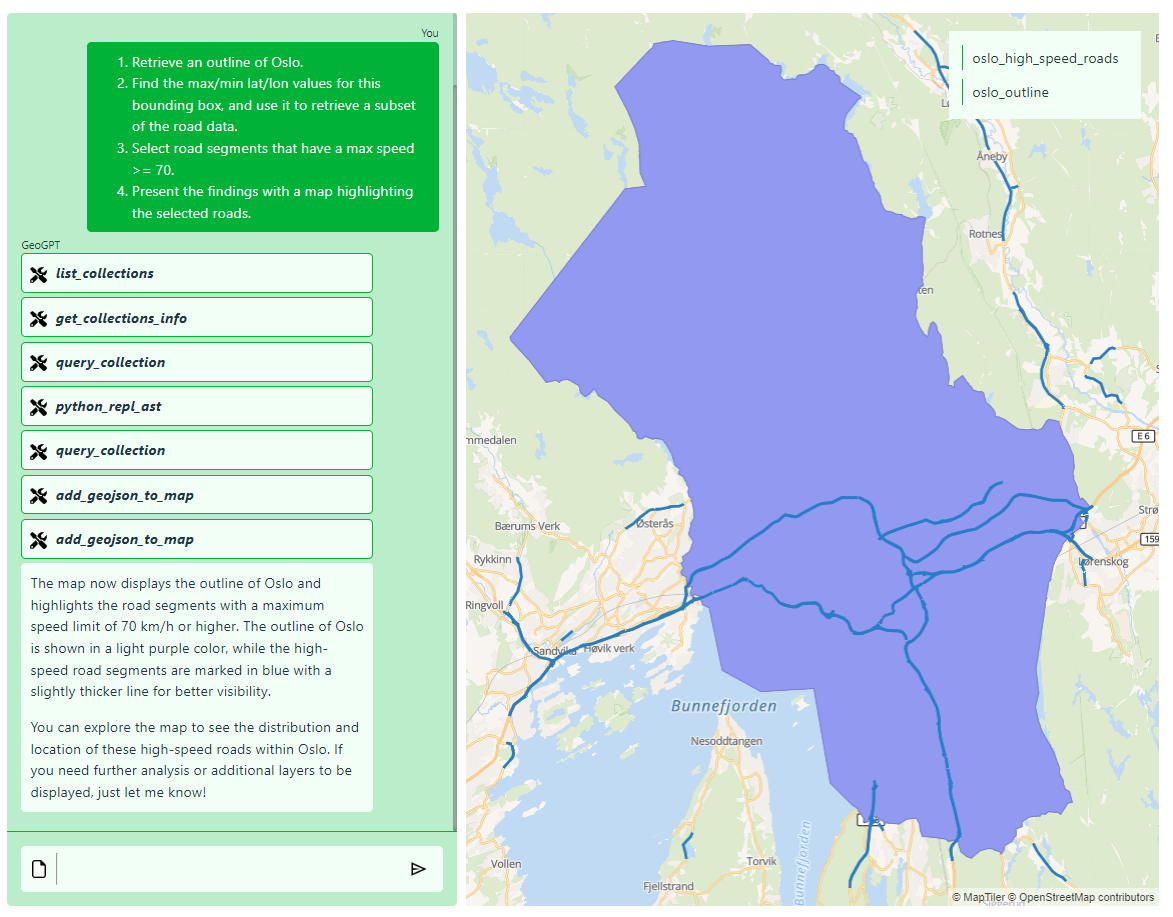 You
1. Retrieve an outline of Oslo.
2. Find the max/min lat/lon values for this
bounding box, and use it to retrieve a subset
of the road data.
3. Select road segments that have a max speed
>= 70.
4. Present the findings with a map highlighting
the selected roads.
GeoGPT
list_collections
get_collections_info
query_collection
python_repl_ast
query_collection
add_geojson_to_map
add_geojson_to_map
The map now displays the outline of Oslo and
highlights the road segments with a maximum
speed limit of 70 km/h or higher. The outline of Oslo
is shown in a light purple color, while the high-
speed road segments are marked in blue with a
slightly thicker line for better visibility.
You can explore the map to see the distribution and
location of these high-speed roads within Oslo. If
you need further analysis or additional layers to be
displayed, just let me know!
oslo_high_speed_roads
oslo_outline
Åneby
Rotnes
E 6
mmedalen
Bærums Verk
Østerås
Strø
159
Rykkinn
Lørenskog
Ringvoll
Sandvika
Høvik verk
Bunnefjorden
Nesoddtangen
Bunnefjorden
Vollen
Torvik
Fjellstrand
© MapTiler © OpenStreetMap contributors